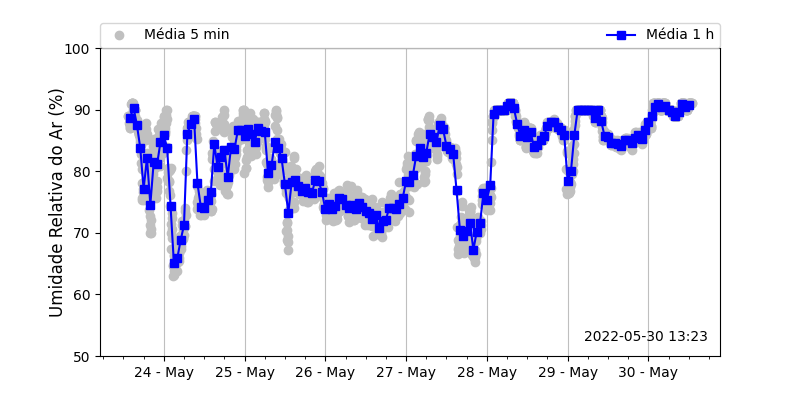 Média 5 min
Média 1 h
Umidade Relativa do Ar (%)
100
90
80
70
60
50
2022-05-30 13:23
24 - May
25 - May
26 - May
27 - May
28 - May
29 - May
30 - May